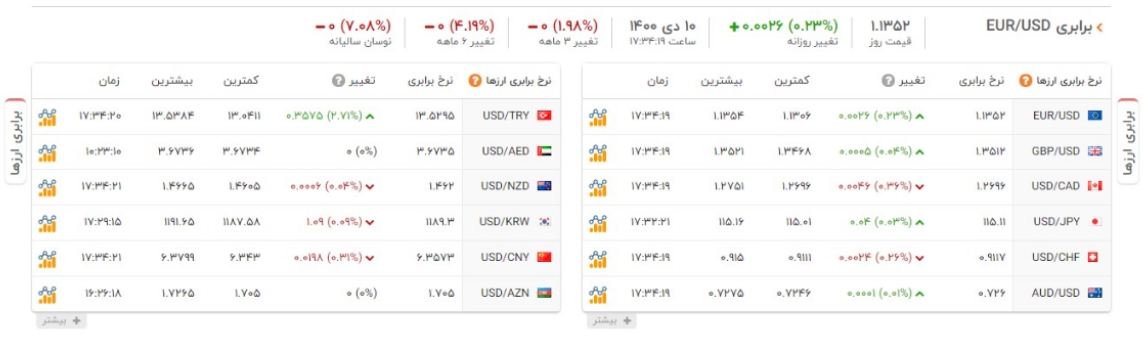 برابری EUR/USD
۱.۱۳۵۲
قیمت روز
+۰.۰۰۲۶ (۰.۲۳%)
تغییر روزانه
۱۰ دی ۱۴۰۰
ساعت ۱۷:۳۴:۱۹
−۰ (۱.۹۸%)
تغییر ۳ ماهه
−۰ (۴.۱۹%)
تغییر ۶ ماهه
−۰ (۷.۰۸%)
نوسان سالیانه
برابری ارزها
نرخ برابری ارزها نرخ برابری تغییر کمترین بیشترین زمان
EUR/USD ۱.۱۳۵۲ ۰.۰۰۲۶ (۰.۲۳%) ۱.۱۳۰۶ ۱.۱۳۵۴ ۱۷:۳۴:۱۹
GBP/USD ۱.۳۵۱۲ ۰.۰۰۰۵ (۰.۰۴%) ۱.۳۴۶۸ ۱.۳۵۲۱ ۱۷:۳۴:۱۹
USD/CAD ۱.۲۶۹۶ ۰.۰۰۴۶ (۰.۳۶%) ۱.۲۶۹۶ ۱.۲۷۵۱ ۱۷:۳۴:۱۹
USD/JPY ۱۱۵.۱۱ ۰.۰۴ (۰.۰۳%) ۱۱۵.۰۱ ۱۱۵.۱۶ ۱۷:۳۲:۲۱
USD/CHF ۰.۹۱۱۷ ۰.۰۰۲۴ (۰.۲۶%) ۰.۹۱۱۱ ۰.۹۱۵ ۱۷:۳۴:۱۹
AUD/USD ۰.۷۲۶ ۰.۰۰۰۱ (۰.۰۱%) ۰.۷۲۴۶ ۰.۷۲۷۵ ۱۷:۳۴:۱۹
+ بیشتر
نرخ برابری ارزها نرخ برابری تغییر کمترین بیشترین زمان
USD/TRY ۱۳.۵۲۹۵ ۰.۳۵۷۵ (۲.۷۱%) ۱۳.۰۴۱۱ ۱۳.۵۳۸۴ ۱۷:۳۴:۲۰
USD/AED ۳.۶۷۳۵ ۰ (۰%) ۳.۶۷۳۴ ۳.۶۷۳۶ ۱۰:۲۳:۱۰
USD/NZD ۱.۴۶۲ ۰.۰۰۰۶ (۰.۰۴%) ۱.۴۶۰۵ ۱.۴۶۶۵ ۱۷:۳۴:۲۱
USD/KRW ۱۱۸۹.۳ ۱.۰۹ (۰.۰۹%) ۱۱۸۷.۵۸ ۱۱۹۱.۶۵ ۱۷:۲۹:۱۵
USD/CNY ۶.۳۵۷۳ ۰.۰۱۹۸ (۰.۳۱%) ۶.۳۴۳ ۶.۳۷۹۹ ۱۷:۳۴:۲۱
USD/AZN ۱.۷۰۵ ۰ (۰%) ۱.۷۰۵ ۱.۷۲۶۵ ۱۶:۲۶:۱۸
+ بیشتر
برابری ارزها